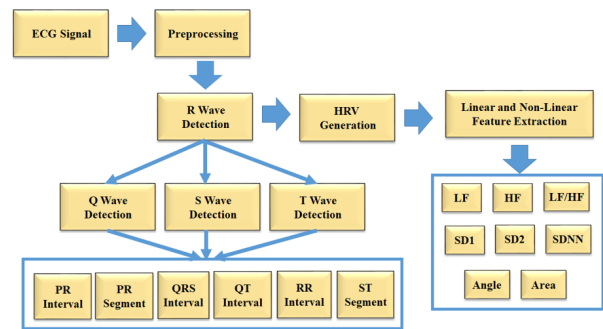 ECG Signal
Preprocessing
R Wave
Detection
HRV
Generation
Linear and Non-Linear
Feature Extraction
Q Wave
Detection
S Wave
Detection
T Wave
Detection
LF
HF
LF/HF
SD1
SD2
SDNN
Angle
Area
PR
Interval
PR
Segment
QRS
Interval
QT
Interval
RR
Interval
ST
Segment